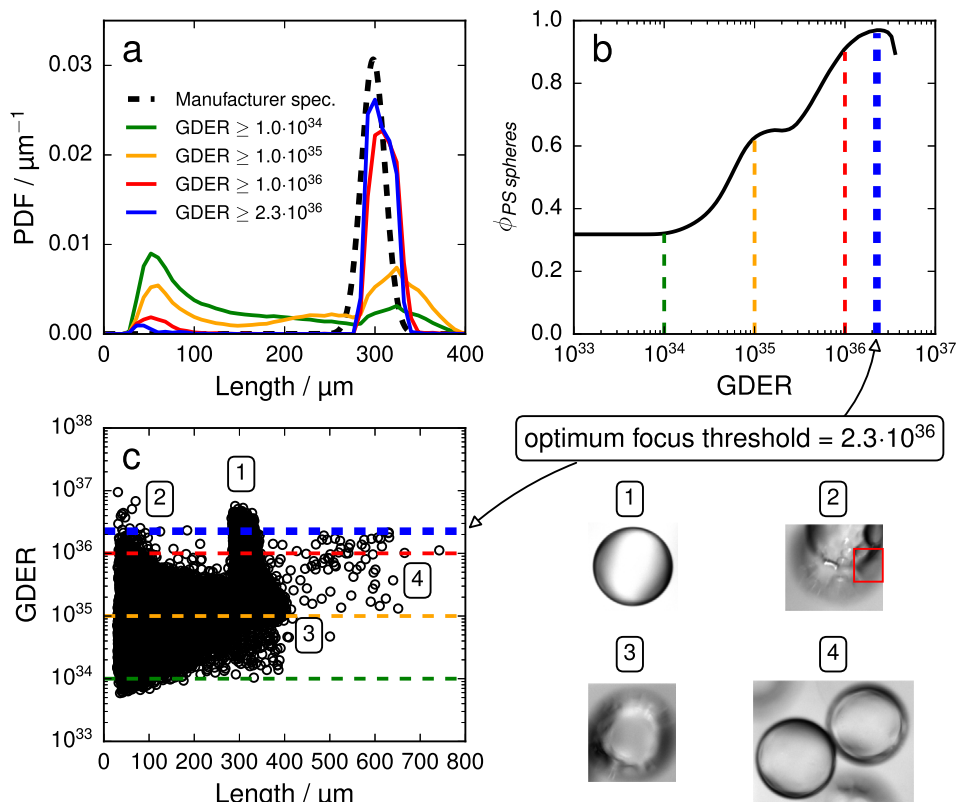 a
PDF / µm⁻¹
0.03
0.02
0.01
0.00
Manufacturer spec.
GDER ≥ 1.0·10³⁴
GDER ≥ 1.0·10³⁵
GDER ≥ 1.0·10³⁶
GDER ≥ 2.3·10³⁶
0 100 200 300 400
Length / µm
b
ϕPS spheres
1.0
0.8
0.6
0.4
0.2
0.0
10³³ 10³⁴ 10³⁵ 10³⁶ 10³⁷
GDER
optimum focus threshold = 2.3·10³⁶
c
GDER
10³⁸
10³⁷
10³⁶
10³⁵
10³⁴
10³³
1
2
3
4
0 100 200 300 400 500 600 700 800
Length / µm
1
2
3
4